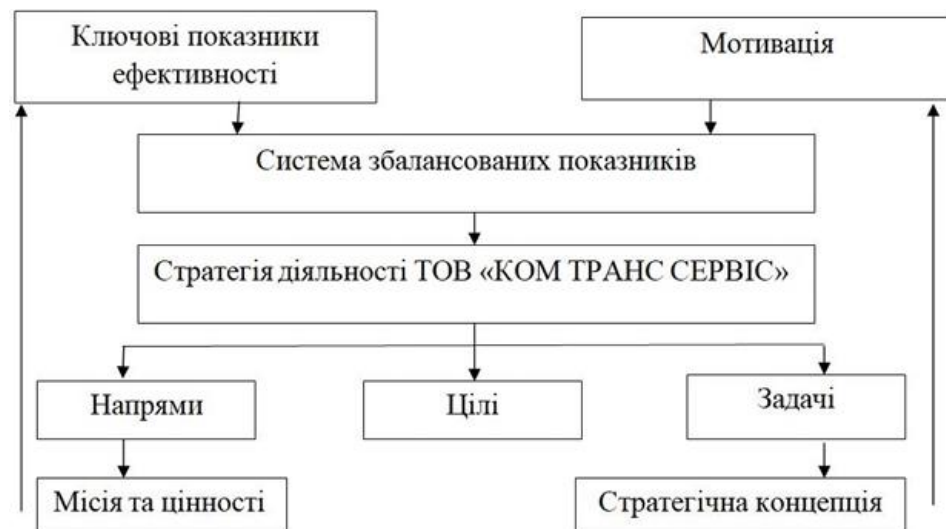 Ключові показники
ефективності
Мотивація
Система збалансованих показників
Стратегія діяльності ТОВ «КОМ ТРАНС СЕРВІС»
Напрями
Цілі
Задачі
Місія та цінності
Стратегічна концепція